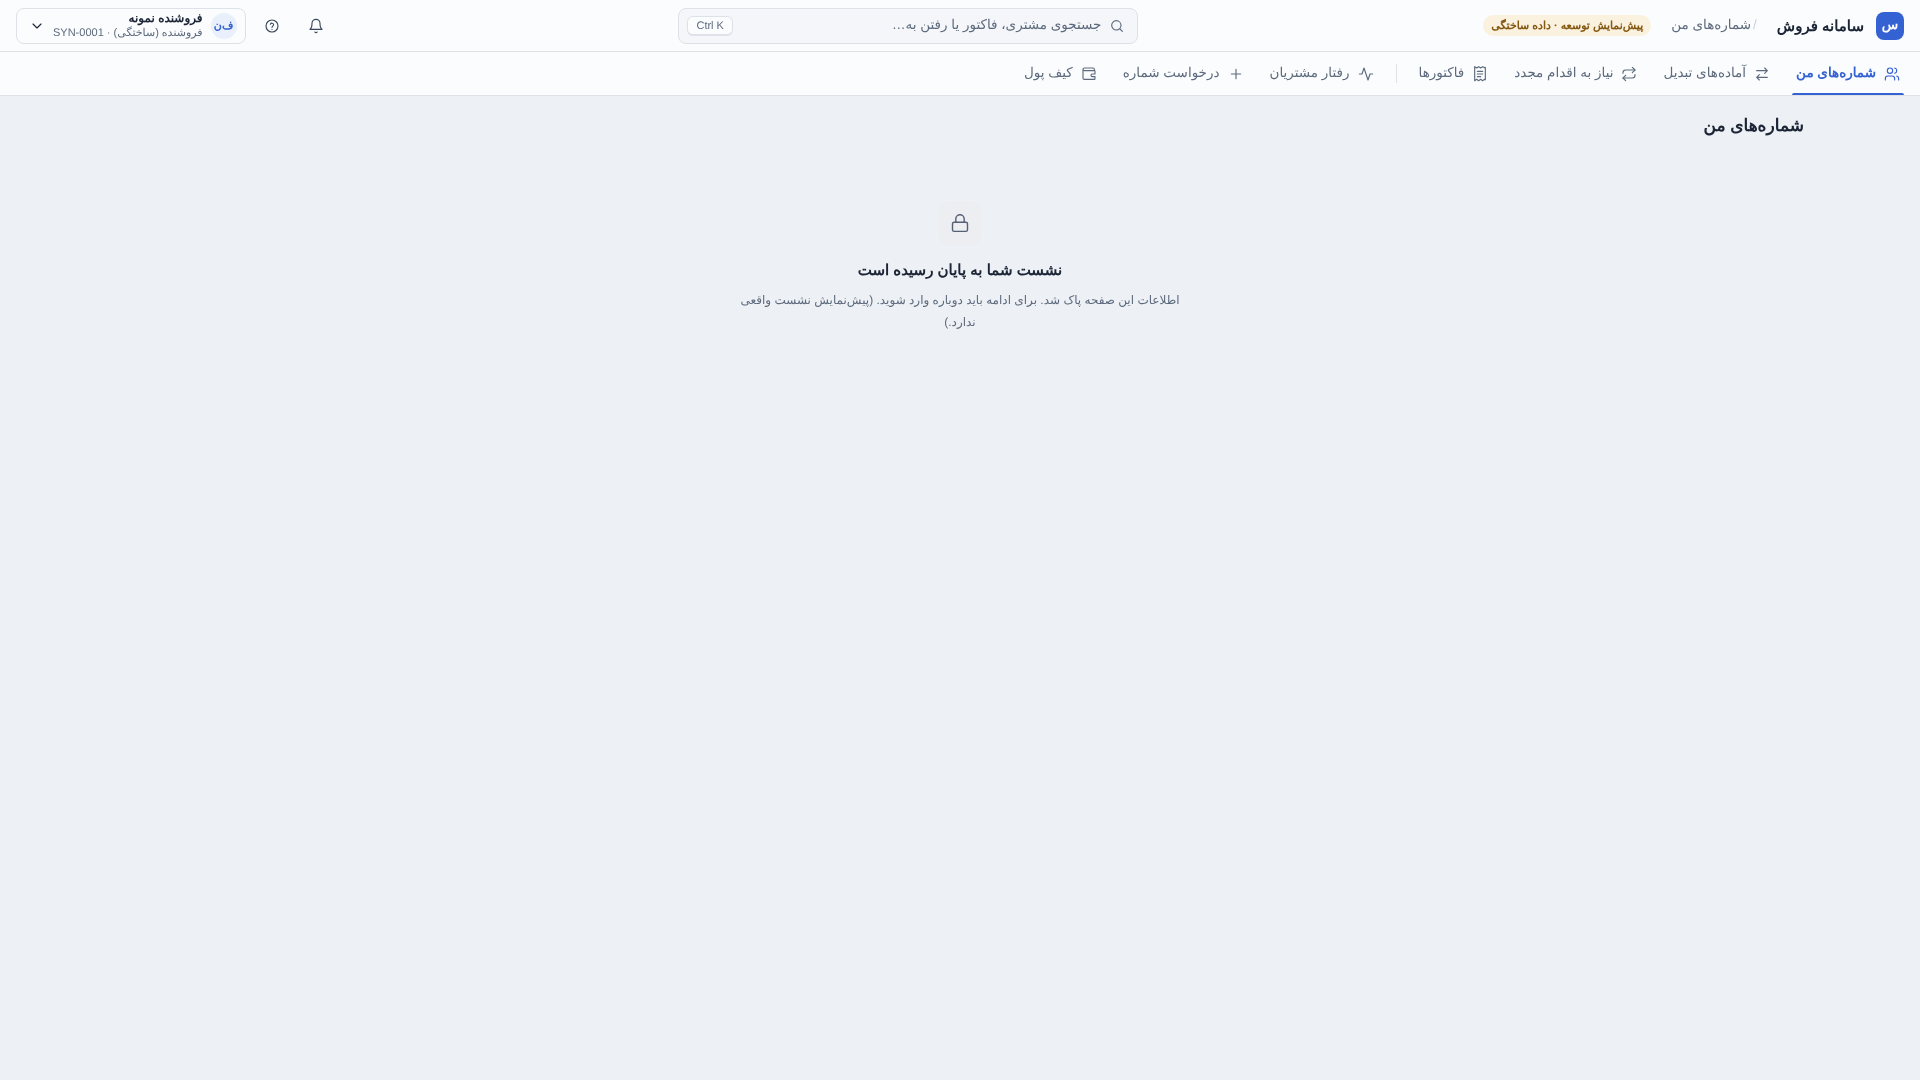 س
سامانه فروش
/ شماره‌های من
پیش‌نمایش توسعه · داده ساختگی
جستجوی مشتری، فاکتور یا رفتن به…
Ctrl K
ف‌ن
فروشنده نمونه
فروشنده (ساختگی) · SYN-0001
شماره‌های من
آماده‌های تبدیل
نیاز به اقدام مجدد
فاکتورها
رفتار مشتریان
درخواست شماره
کیف پول
شماره‌های من
نشست شما به پایان رسیده است
اطلاعات این صفحه پاک شد. برای ادامه باید دوباره وارد شوید. (پیش‌نمایش نشست واقعی
ندارد.)